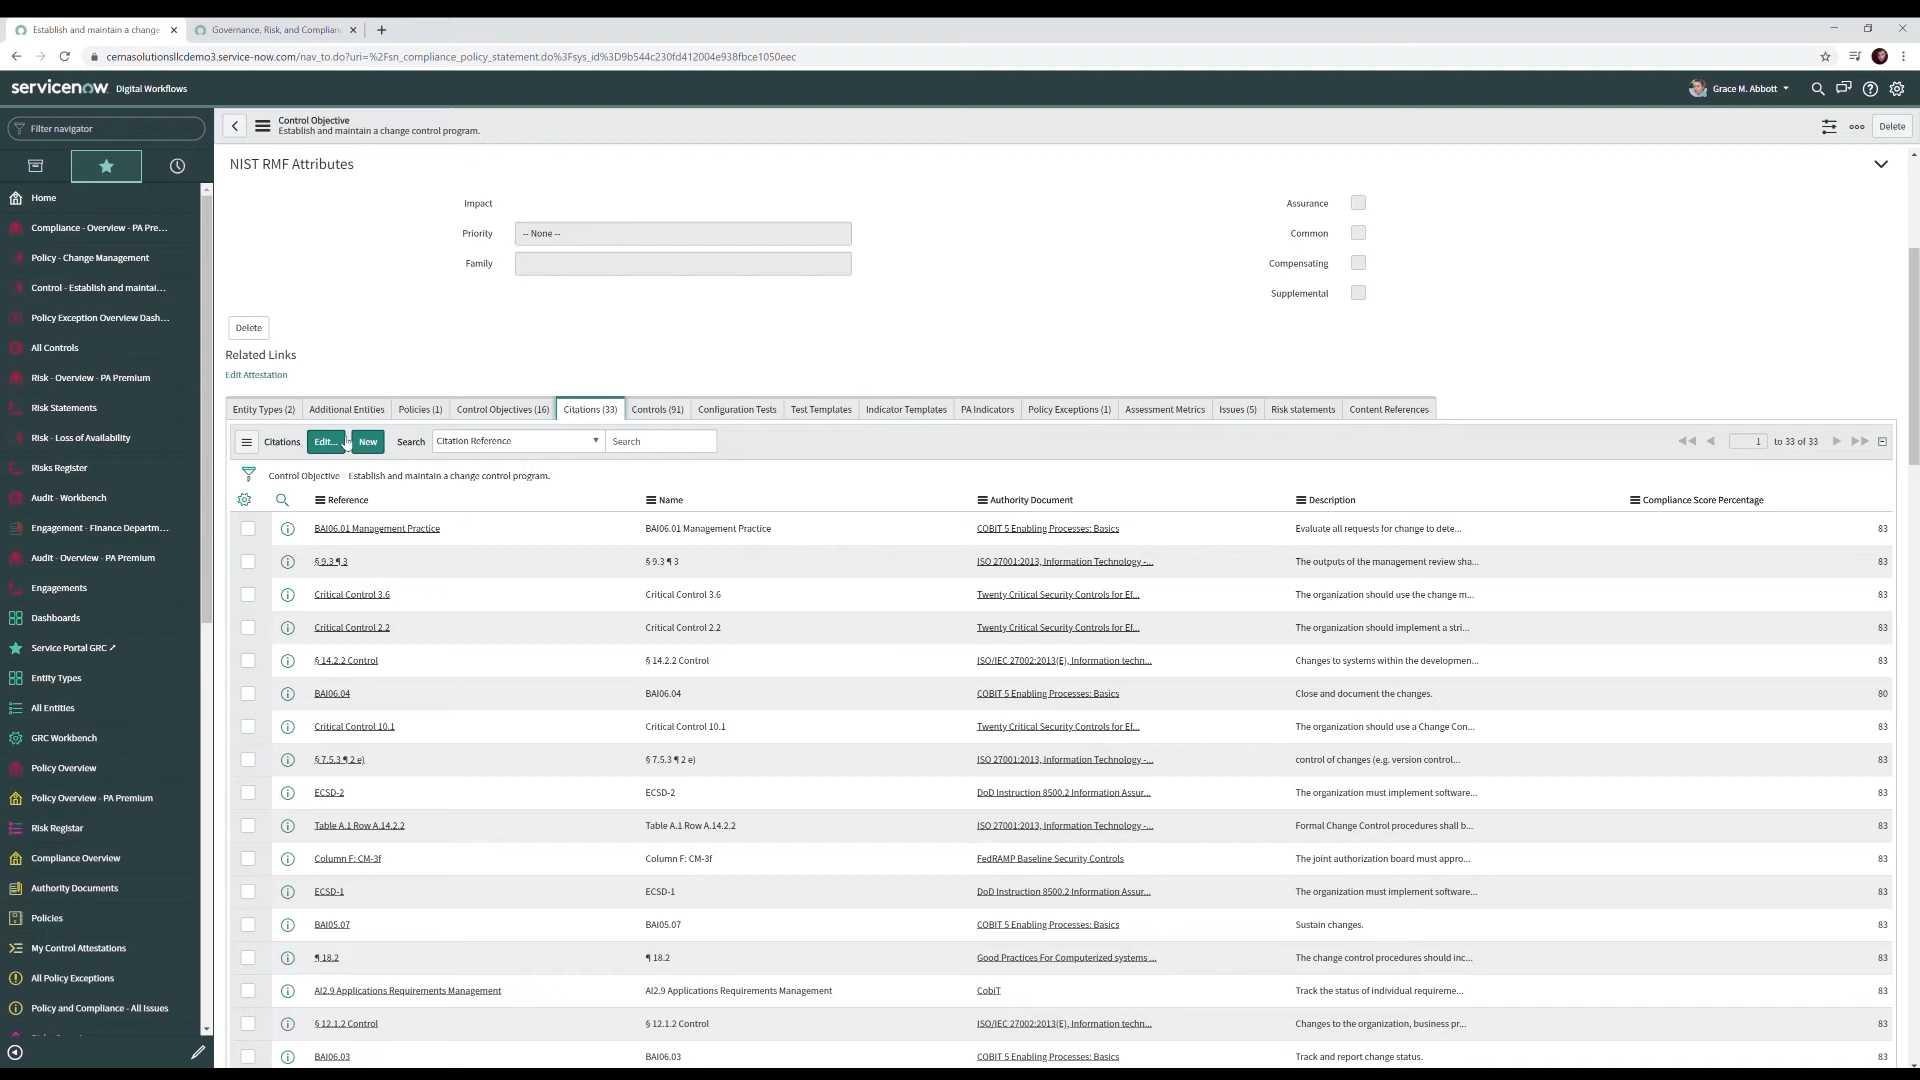 Establish and maintain a change
Governance, Risk, and Complian
cernasolutionsllcdemo3.service-now.com/nav_to.do?uri=%2Fsn_compliance_policy_statement.do%3Fsys_id%3D9b544c230fd412004e938fbce1050eec
servicenow Digital Workflows
Grace M. Abbott
Filter navigator
Control Objective
Establish and maintain a change control program.
Delete
Home
Compliance - Overview - PA Pre...
Policy - Change Management
Control - Establish and maintai...
Policy Exception Overview Dash...
All Controls
Risk - Overview - PA Premium
Risk Statements
Risk - Loss of Availability
Risks Register
Audit - Workbench
Engagement - Finance Departm...
Audit - Overview - PA Premium
Engagements
Dashboards
Service Portal GRC
Entity Types
All Entities
GRC Workbench
Policy Overview
Policy Overview - PA Premium
Risk Registar
Compliance Overview
Authority Documents
Policies
My Control Attestations
All Policy Exceptions
Policy and Compliance - All Issues
NIST RMF Attributes
Impact
Assurance
Priority -- None --
Common
Family
Compensating
Supplemental
Delete
Related Links
Edit Attestation
Entity Types (2) Additional Entities Policies (1) Control Objectives (16) Citations (33) Controls (91) Configuration Tests Test Templates Indicator Templates PA Indicators Policy Exceptions (1) Assessment Metrics Issues (5) Risk statements Content References
Citations Edit... New Search Citation Reference Search 1 to 33 of 33
Control Objective = Establish and maintain a change control program.
Reference Name Authority Document Description Compliance Score Percentage
BAI06.01 Management Practice BAI06.01 Management Practice COBIT 5 Enabling Processes: Basics Evaluate all requests for change to dete... 83
§ 9.3 ¶ 3 § 9.3 ¶ 3 ISO 27001:2013, Information Technology -... The outputs of the management review sha... 83
Critical Control 3.6 Critical Control 3.6 Twenty Critical Security Controls for Ef... The organization should use the change m... 83
Critical Control 2.2 Critical Control 2.2 Twenty Critical Security Controls for Ef... The organization should implement a stri... 83
§ 14.2.2 Control § 14.2.2 Control ISO/IEC 27002:2013(E), Information techn... Changes to systems within the developmen... 83
BAI06.04 BAI06.04 COBIT 5 Enabling Processes: Basics Close and document the changes. 80
Critical Control 10.1 Critical Control 10.1 Twenty Critical Security Controls for Ef... The organization should use a Change Con... 83
§ 7.5.3 ¶ 2 e) § 7.5.3 ¶ 2 e) ISO 27001:2013, Information Technology -... control of changes (e.g. version control... 83
ECSD-2 ECSD-2 DoD Instruction 8500.2 Information Assur... The organization must implement software... 83
Table A.1 Row A.14.2.2 Table A.1 Row A.14.2.2 ISO 27001:2013, Information Technology -... Formal Change Control procedures shall b... 83
Column F: CM-3f Column F: CM-3f FedRAMP Baseline Security Controls The joint authorization board must appro... 83
ECSD-1 ECSD-1 DoD Instruction 8500.2 Information Assur... The organization must implement software... 83
BAI05.07 BAI05.07 COBIT 5 Enabling Processes: Basics Sustain changes. 83
¶ 18.2 ¶ 18.2 Good Practices For Computerized systems ... The change control procedures should inc... 83
AI2.9 Applications Requirements Management AI2.9 Applications Requirements Management CobiT Track the status of individual requireme... 83
§ 12.1.2 Control § 12.1.2 Control ISO/IEC 27002:2013(E), Information techn... Changes to the organization, business pr... 83
BAI06.03 BAI06.03 COBIT 5 Enabling Processes: Basics Track and report change status. 83